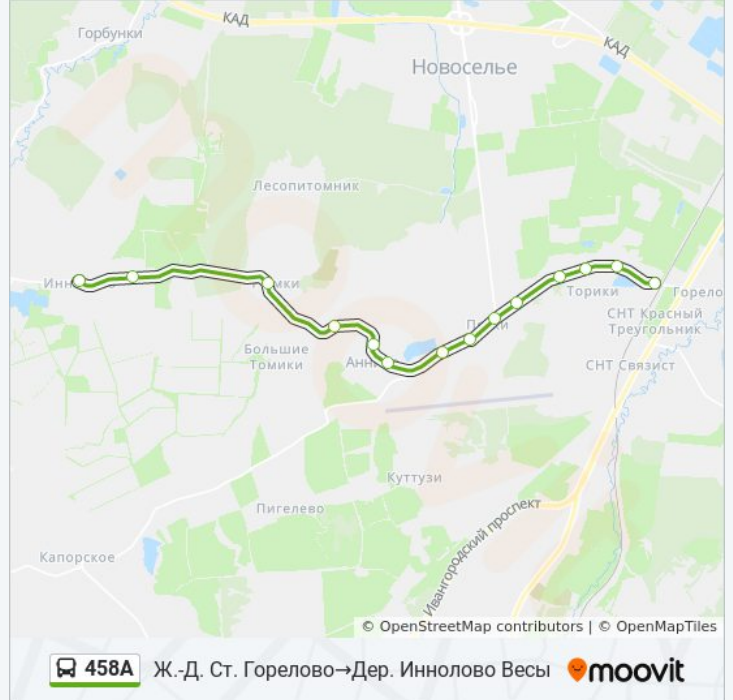 Горбунки
КАД
КАД
Новоселье
Лесопитомник
Торики
Горело
СНТ Красный
Треугольник
СНТ Связист
Большие
Томики
Куттузи
Пигелево
Капорское
Ивангородский проспект
© OpenStreetMap contributors | © OpenMapTiles
458А Ж.-Д. Ст. Горелово→Дер. Иннолово Весы moovit